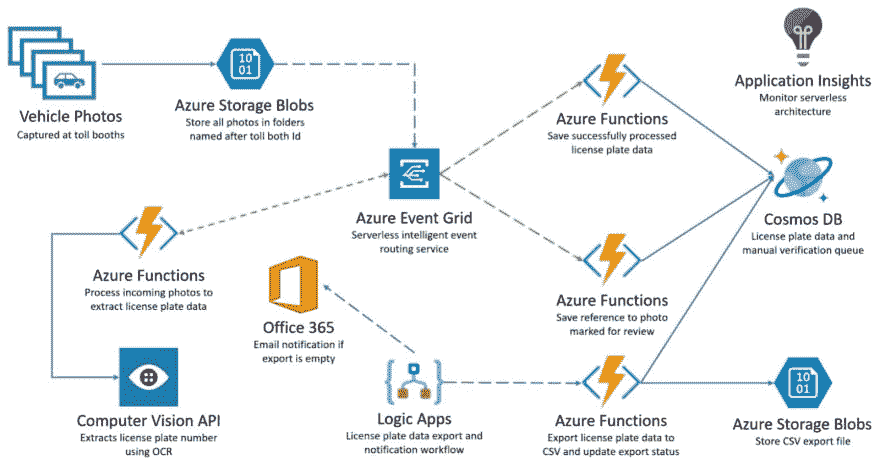 Vehicle Photos
Captured at toll booths
10
01
Azure Storage Blobs
Store all photos in folders
named after toll both Id
Azure Functions
Save successfully processed
license plate data
Application Insights
Monitor serverless
architecture
Azure Event Grid
Serverless intelligent event
routing service
Cosmos DB
License plate data and
manual verification queue
Azure Functions
Process incoming photos to
extract license plate data
Azure Functions
Save reference to photo
marked for review
Office 365
Email notification if
export is empty
Computer Vision API
Extracts license plate number
using OCR
Logic Apps
License plate data export and
notification workflow
Azure Functions
Export license plate data to
CSV and update export status
10
01
Azure Storage Blobs
Store CSV export file